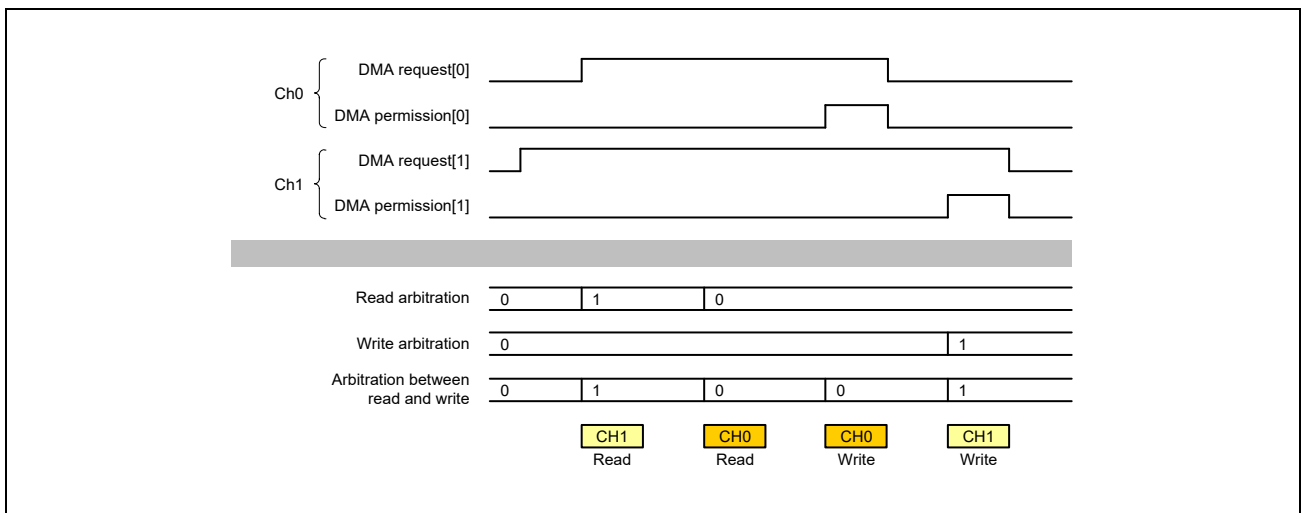 DMA request[0]
Ch0
DMA permission[0]
DMA request[1]
Ch1
DMA permission[1]
Read arbitration 0 1 0
Write arbitration 0 1
Arbitration between
read and write 0 1 0 0 1
CH1 CH0 CH0 CH1
Read Read Write Write